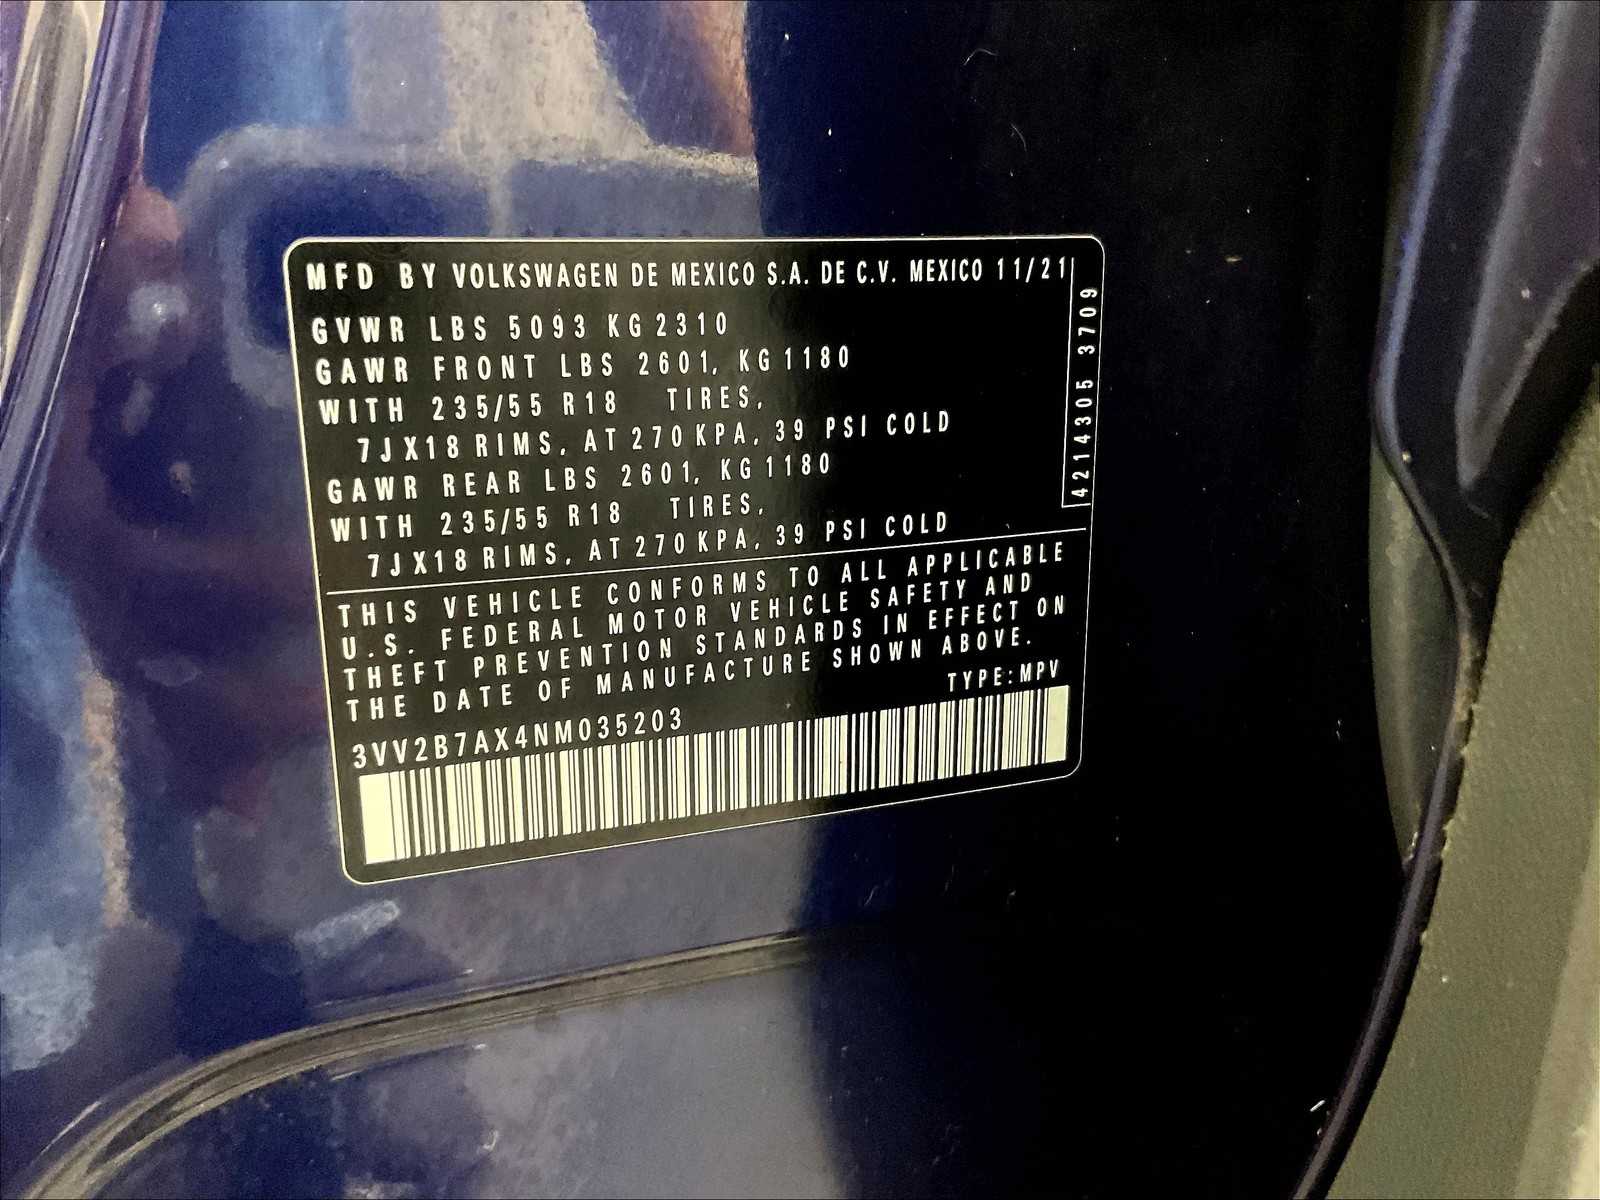 MFD BY VOLKSWAGEN DE MEXICO S.A. DE C.V. MEXICO 11/21
GVWR LBS 5093 KG 2310
GAWR FRONT LBS 2601, KG 1180
WITH 235/55 R18 TIRES,
7JX18 RIMS, AT 270 KPA, 39 PSI COLD
GAWR REAR LBS 2601, KG 1180
WITH 235/55 R18 TIRES,
7JX18 RIMS, AT 270 KPA, 39 PSI COLD
4214305 3709
THIS VEHICLE CONFORMS TO ALL APPLICABLE
U.S. FEDERAL MOTOR VEHICLE SAFETY AND
THEFT PREVENTION STANDARDS IN EFFECT ON
THE DATE OF MANUFACTURE SHOWN ABOVE.
TYPE:MPV
3VV2B7AX4NM035203